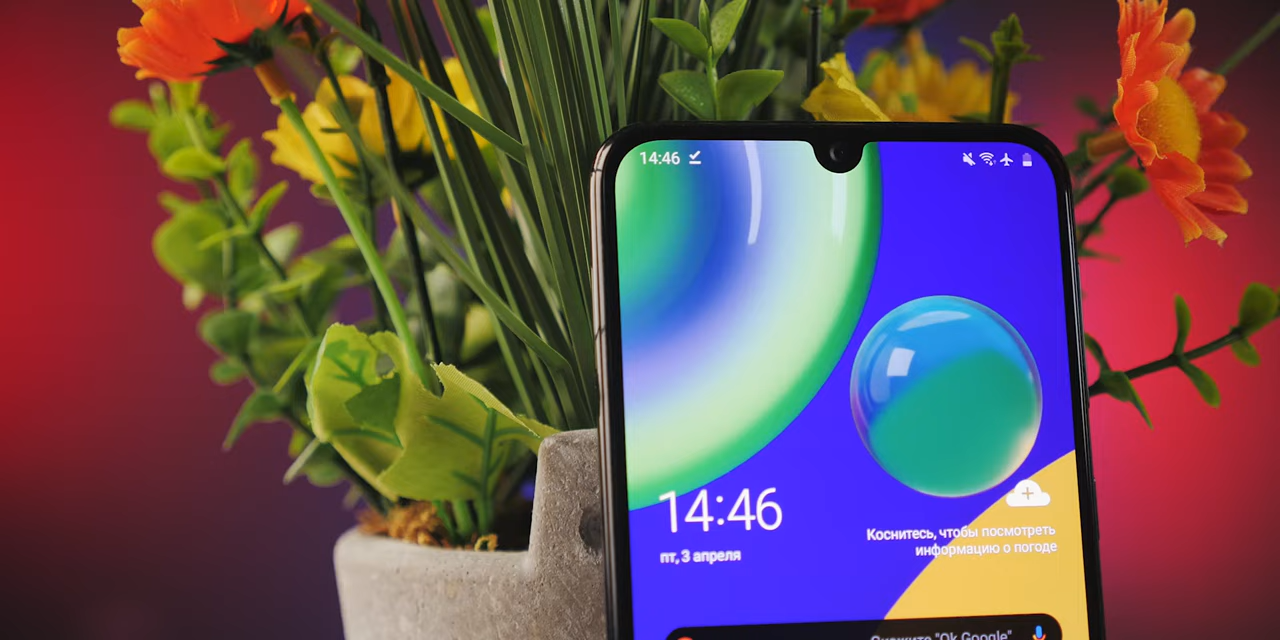 14:46
14:46
пт, 3 апреля
Коснитесь, чтобы посмотреть
информацию о погоде
Скажите "Ok Google"